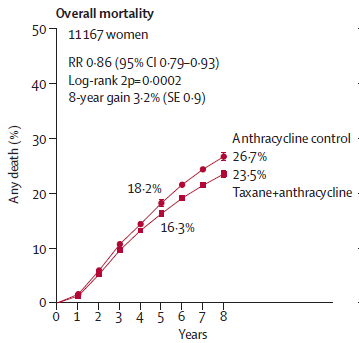 Overall mortality
50
11167 women
RR 0·86 (95% CI 0·79–0·93)
Log-rank 2p=0·0002
8-year gain 3·2% (SE 0·9)
40
30
Anthracycline control
26·7%
23·5%
Taxane+anthracycline
18·2%
16·3%
20
10
0
Any death (%)
0 1 2 3 4 5 6 7 8
Years